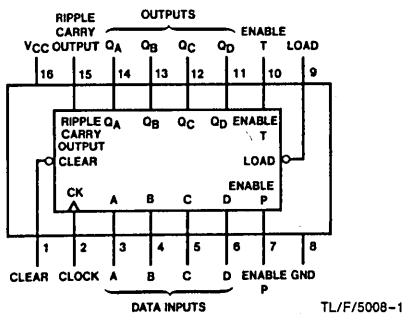 OUTPUTS
RIPPLE
CARRY
VCC OUTPUT QA QB QC QD ENABLE T LOAD
16 15 14 13 12 11 10 9
RIPPLE CARRY OUTPUT QA QB QC QD ENABLE T
CLEAR LOAD
CK ENABLE
A B C D P
1 2 3 4 5 6 7 8
CLEAR CLOCK A B C D ENABLE P GND
DATA INPUTS
TL/F/5008-1